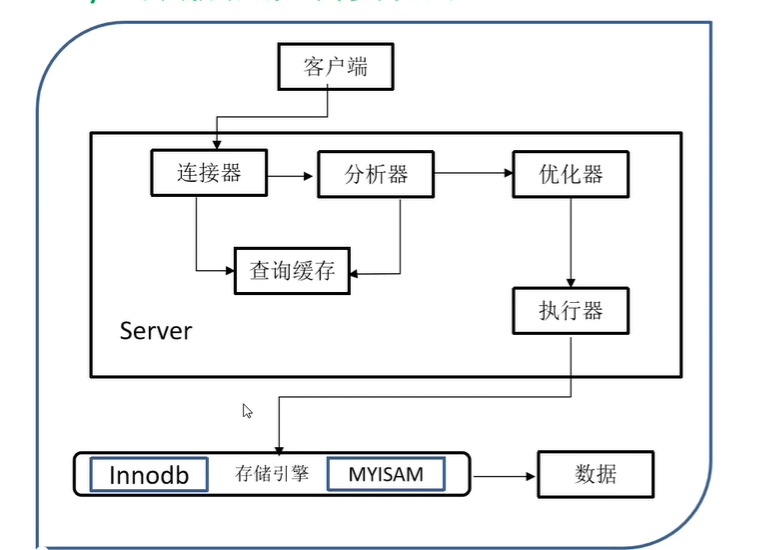 客户端
连接器
分析器
优化器
查询缓存
执行器
Server
Innodb
存储引擎
MYISAM
数据